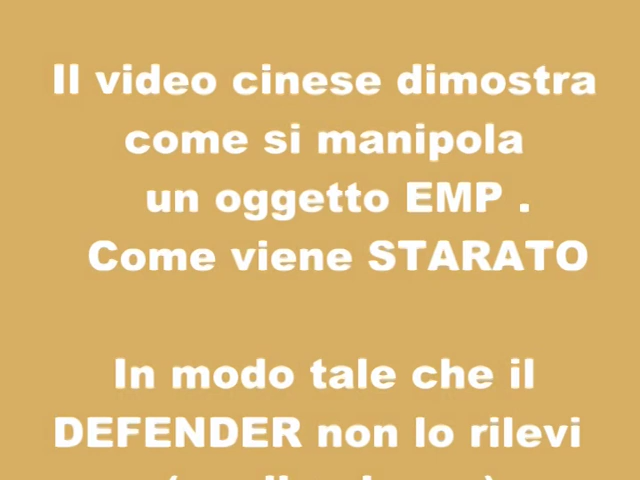 Il video cinese dimostra
come si manipola
un oggetto EMP .
Come viene STARATO
In modo tale che il
DEFENDER non lo rilevi